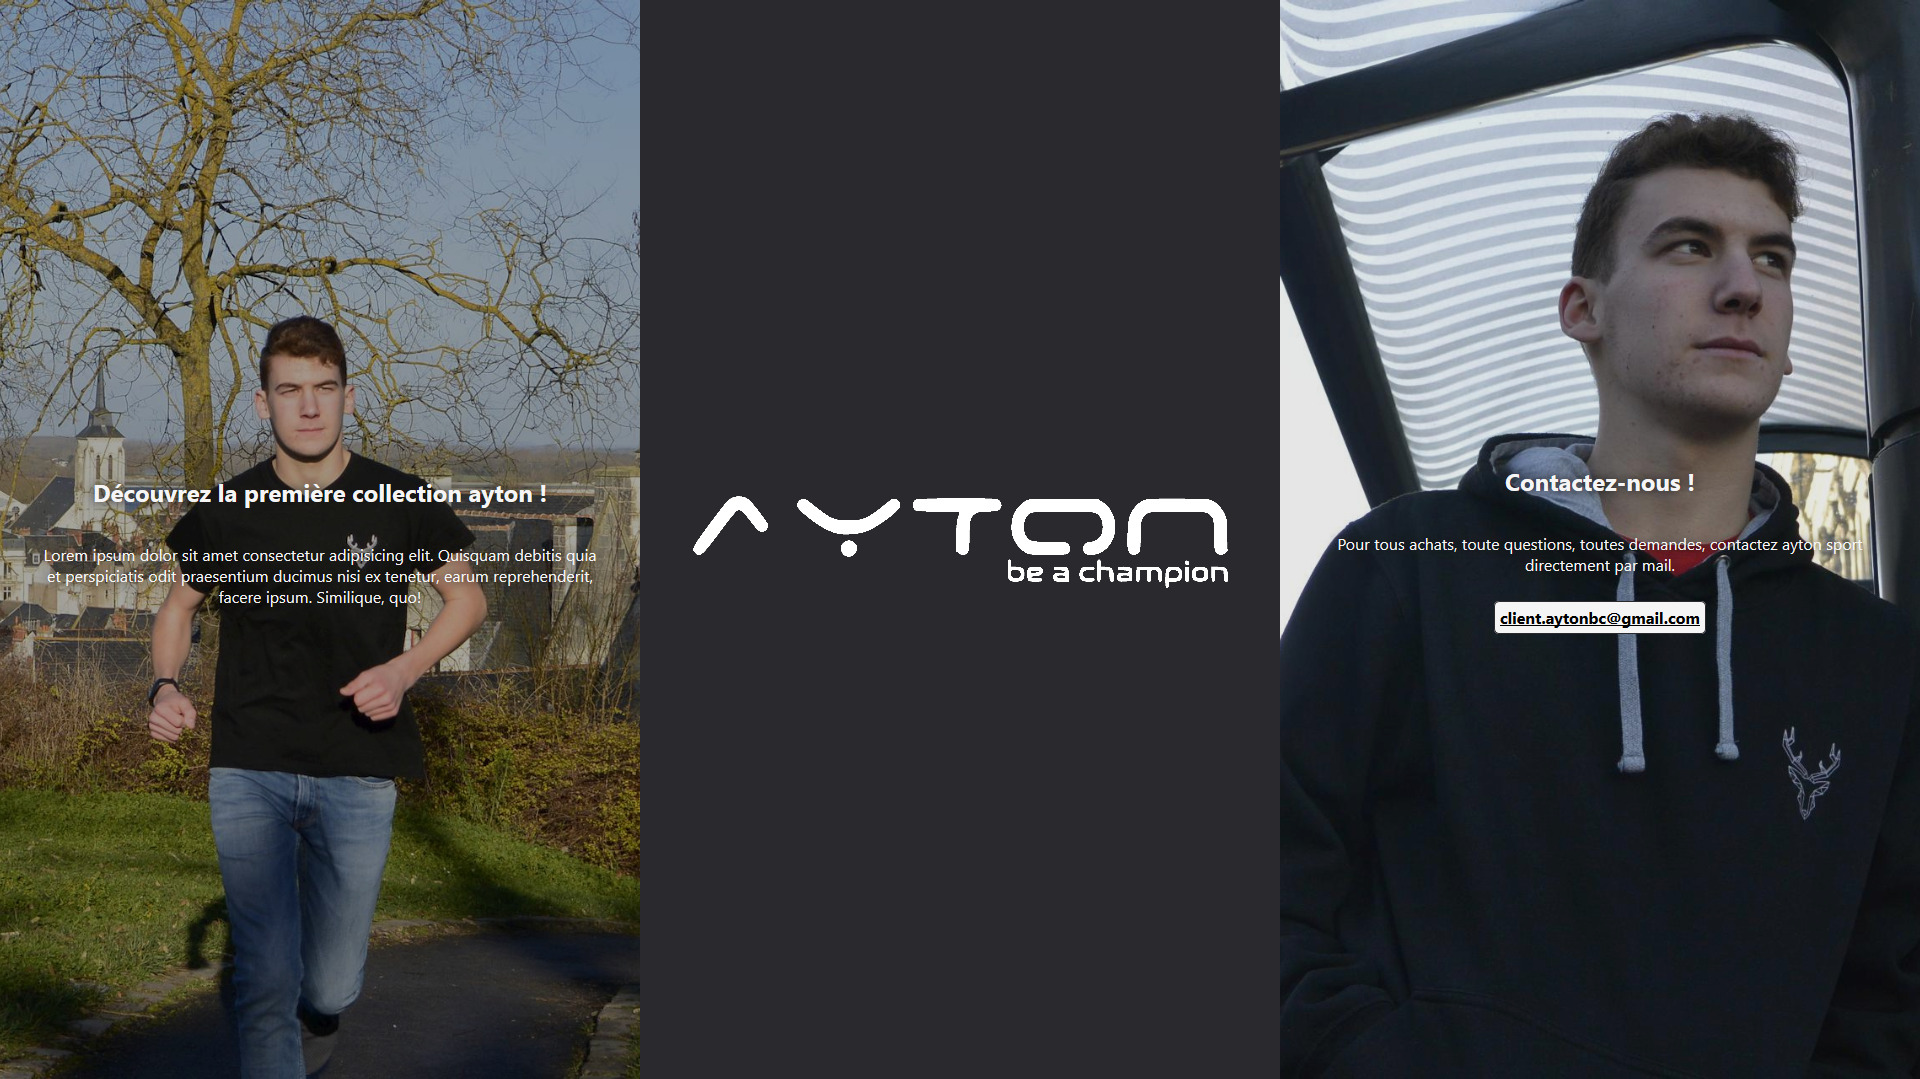 Découvrez la première collection ayton !
Lorem ipsum dolor sit amet consectetur adipisicing elit. Quisquam debitis quia
et perspiciatis odit praesentium ducimus nisi ex tenetur, earum reprehenderit,
facere ipsum. Similique, quo!
AYTON
be a champion
Contactez-nous !
Pour tous achats, toute questions, toutes demandes, contactez ayton sport
directement par mail.
client.aytonbc@gmail.com